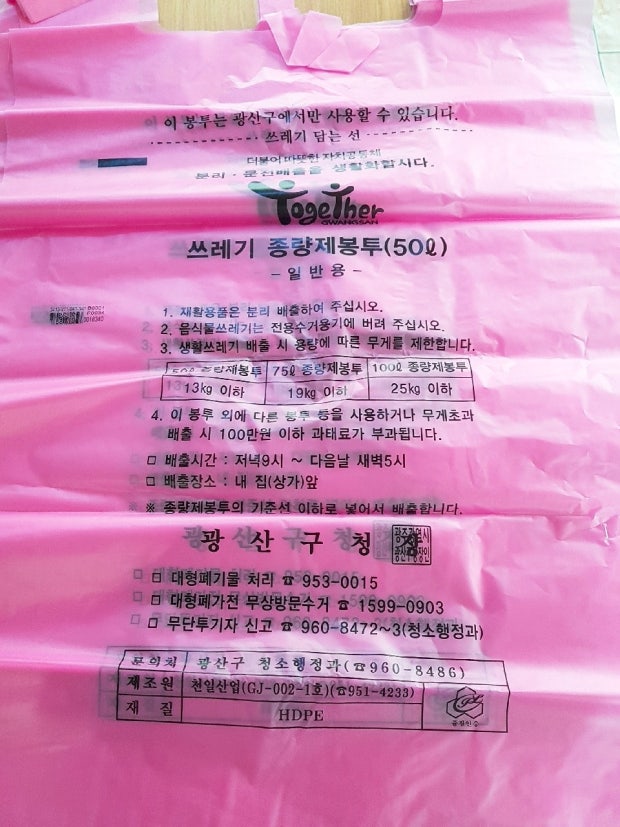 이 봉투는 광산구에서만 사용할 수 있습니다.
쓰레기 담는 선
더불어 따뜻한 자치공동체
분리·문전배출을 생활화합시다.
Together
GWANGSAN
쓰레기 종량제봉투(50ℓ)
- 일반용 -
1. 재활용품은 분리 배출하여 주십시오.
2. 음식물쓰레기는 전용수거용기에 버려 주십시오.
3. 생활쓰레기 배출 시 용량에 따른 무게를 제한합니다.
50ℓ 종량제봉투 75ℓ 종량제봉투 100ℓ 종량제봉투
13kg 이하 19kg 이하 25kg 이하
4. 이 봉투 외에 다른 봉투 등을 사용하거나 무게초과
배출 시 100만원 이하 과태료가 부과됩니다.
□ 배출시간 : 저녁9시 ~ 다음날 새벽5시
□ 배출장소 : 내 집(상가)앞
※ 종량제봉투의 기준선 이하로 넣어서 배출합니다.
광산구청장
□ 대형폐기물 처리 ☎ 953-0015
□ 대형폐가전 무상방문수거 ☎ 1599-0903
□ 무단투기자 신고 ☎ 960-8472~3(청소행정과)
문의처 광산구 청소행정과(☎960-8486)
제조원 천일산업(GJ-002-1호)(☎951-4233)
재질 HDPE